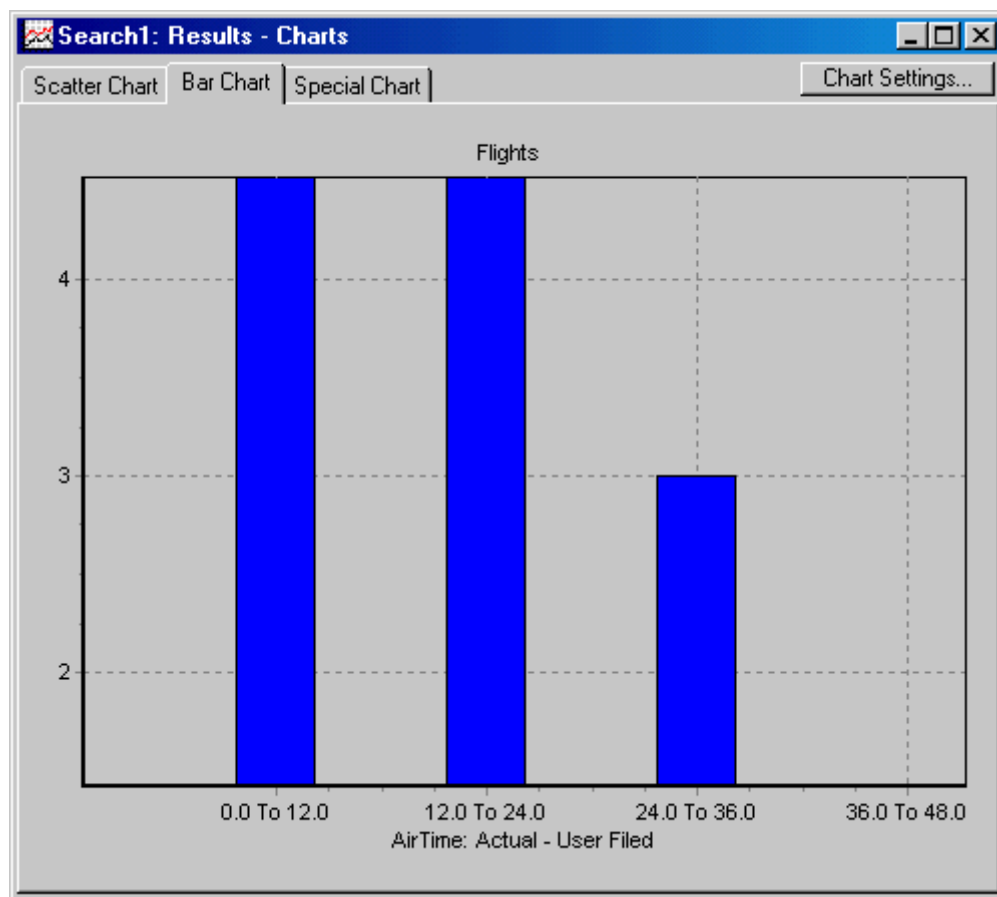 Search1: Results - Charts
Scatter Chart Bar Chart Special Chart Chart Settings...
Flights
4
3
2
0.0 To 12.0 12.0 To 24.0 24.0 To 36.0 36.0 To 48.0
AirTime: Actual - User Filed